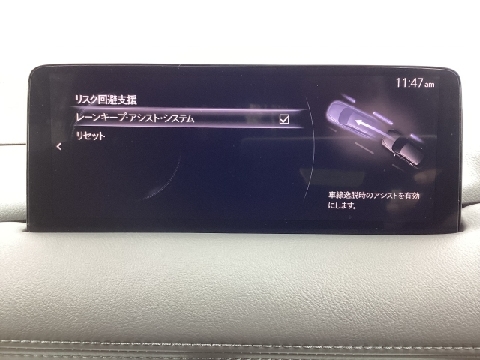 11:47 am
リスク回避支援
レーンキープ・アシスト・システム
リセット
車線逸脱時のアシストを有効
にします。